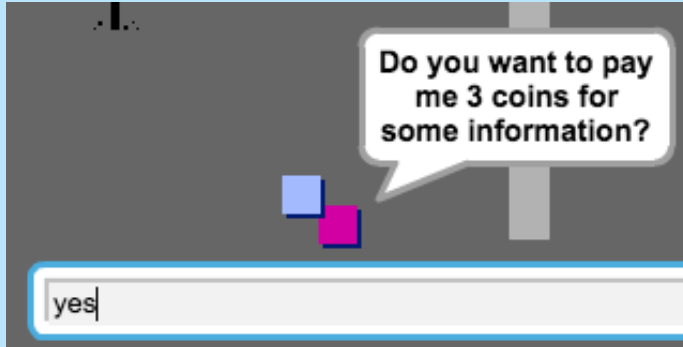 Do you want to pay
me 3 coins for
some information?
yes